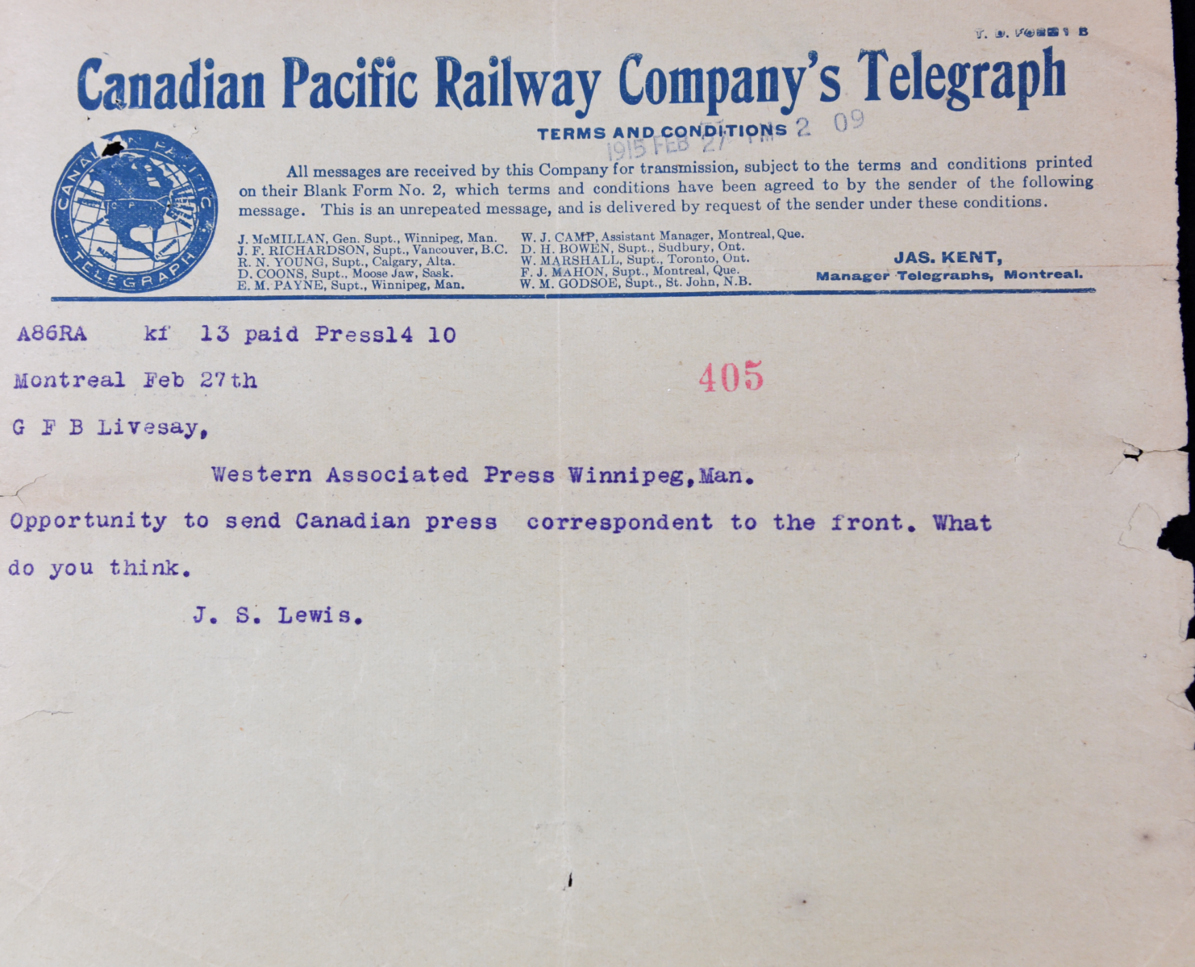 T. D. FORM 1 B
Canadian Pacific Railway Company's Telegraph
TERMS AND CONDITIONS
1915 FEB 27 PM 2 09
CANADIAN PACIFIC
TELEGRAPH
All messages are received by this Company for transmission, subject to the terms and conditions printed
on their Blank Form No. 2, which terms and conditions have been agreed to by the sender of the following
message. This is an unrepeated message, and is delivered by request of the sender under these conditions.
J. McMILLAN, Gen. Supt., Winnipeg, Man.
J. F. RICHARDSON, Supt., Vancouver, B.C.
R. N. YOUNG, Supt., Calgary, Alta.
D. COONS, Supt., Moose Jaw, Sask.
E. M. PAYNE, Supt., Winnipeg, Man.
W. J. CAMP, Assistant Manager, Montreal, Que.
D. H. BOWEN, Supt., Sudbury, Ont.
W. MARSHALL, Supt., Toronto, Ont.
F. J. MAHON, Supt., Montreal, Que.
W. M. GODSOE, Supt., St. John, N.B.
JAS. KENT,
Manager Telegraphs, Montreal.
A86RA kf 13 paid Press14 10
Montreal Feb 27th
405
G F B Livesay,
Western Associated Press Winnipeg,Man.
Opportunity to send Canadian press correspondent to the front. What
do you think.
J. S. Lewis.